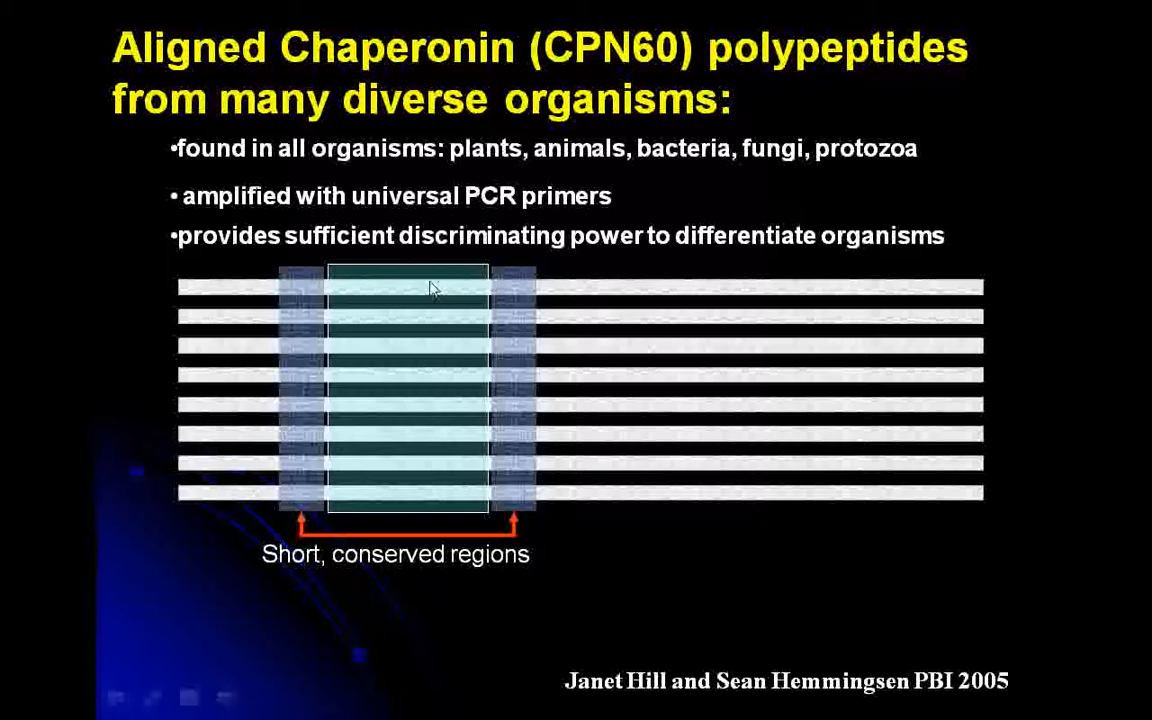 Aligned Chaperonin (CPN60) polypeptides
from many diverse organisms:
•found in all organisms: plants, animals, bacteria, fungi, protozoa
• amplified with universal PCR primers
•provides sufficient discriminating power to differentiate organisms
Short, conserved regions
Janet Hill and Sean Hemmingsen PBI 2005